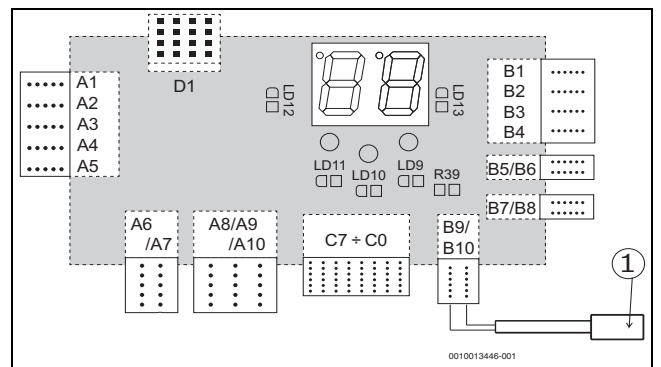 D1
A1
A2
A3
A4
A5
LD12
LD13
B1
B2
B3
B4
LD11
LD10
LD9
R39
B5/B6
B7/B8
A6
/A7
A8/A9
/A10
C7 ÷ C0
B9/
B10
1
0010013446-001